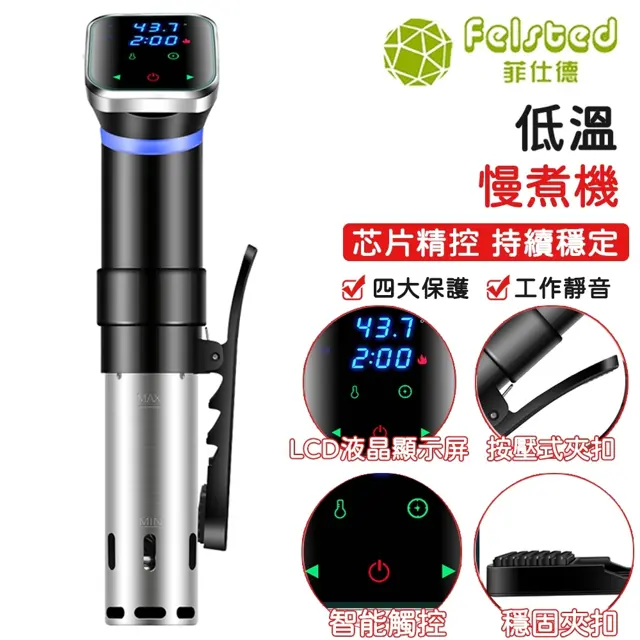 43.7
2:00
Felsted
菲仕德
低溫
慢煮機
芯片精控 持續穩定
四大保護 工作靜音
MAX
MIN
43.7
2:00
LCD液晶顯示屏
按壓式夾扣
智能觸控
穩固夾扣